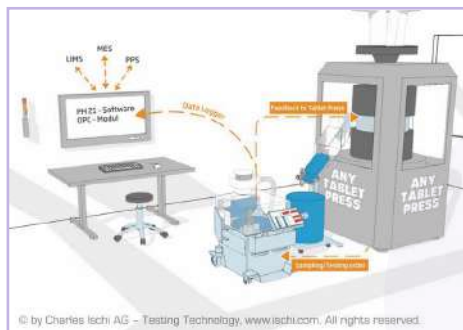 LIMS
MES
PPS
PH 21 - Software
OPC - Modul
Data Logger
Feedback to Tablet Press
ANY
TABLET
PRESS
ANY
TABLET
PRESS
Sampling/Testing order
© by Charles Ischi AG – Testing Technology, www.ischi.com. All rights reserved.